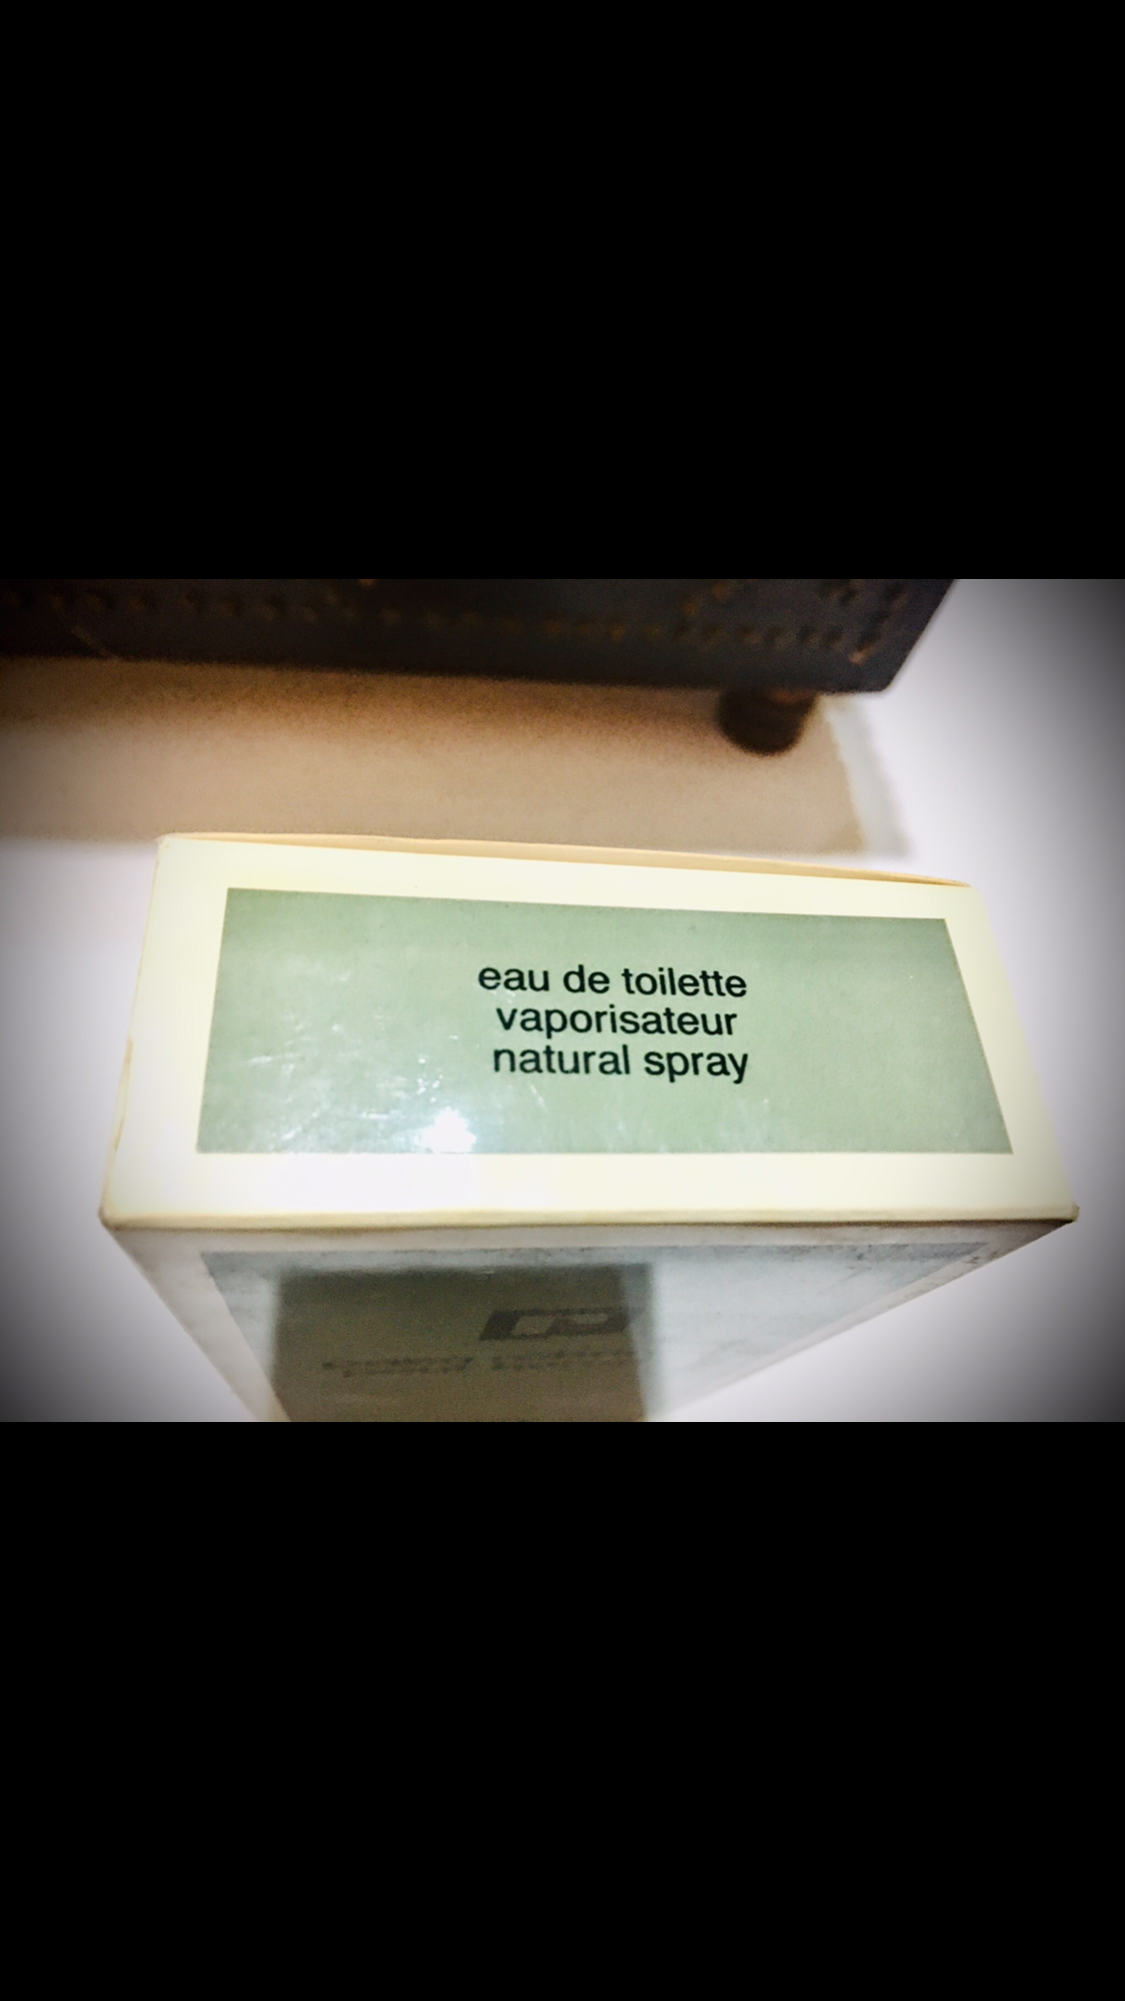 eau de toilette
vaporisateur
natural spray